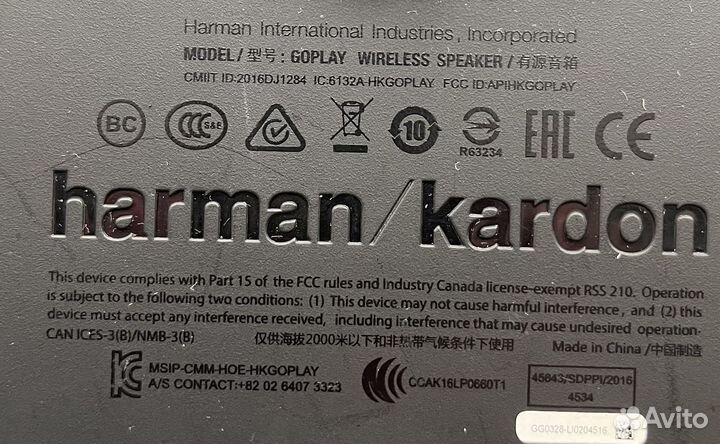 Harman International Industries, Incorporated
MODEL/型号: GOPLAY WIRELESS SPEAKER/有源音箱
CMIIT ID:2016DJ1284 IC:6132A-HKGOPLAY FCC ID:APIHKGOPLAY
BC
S&E
10
R63234
EAC
CE
harman/kardon
This device complies with Part 15 of the FCC rules and Industry Canada license-exempt RSS 210. Operation
is subject to the following two conditions: (1) This device may not cause harmful interference, and (2) this
device must accept any interference received, including interference that may cause undesired operation.
CAN ICES-3(B)/NMB-3(B) 仅供海拔2000米以下和非热带气候条件下使用 Made in China/中国制造
MSIP-CMM-HOE-HKGOPLAY
A/S CONTACT:+82 02 6407 3323
CCAK16LP0660T1
45643/SDPPI/2016
4534
GG0328-LI0204516
Avito